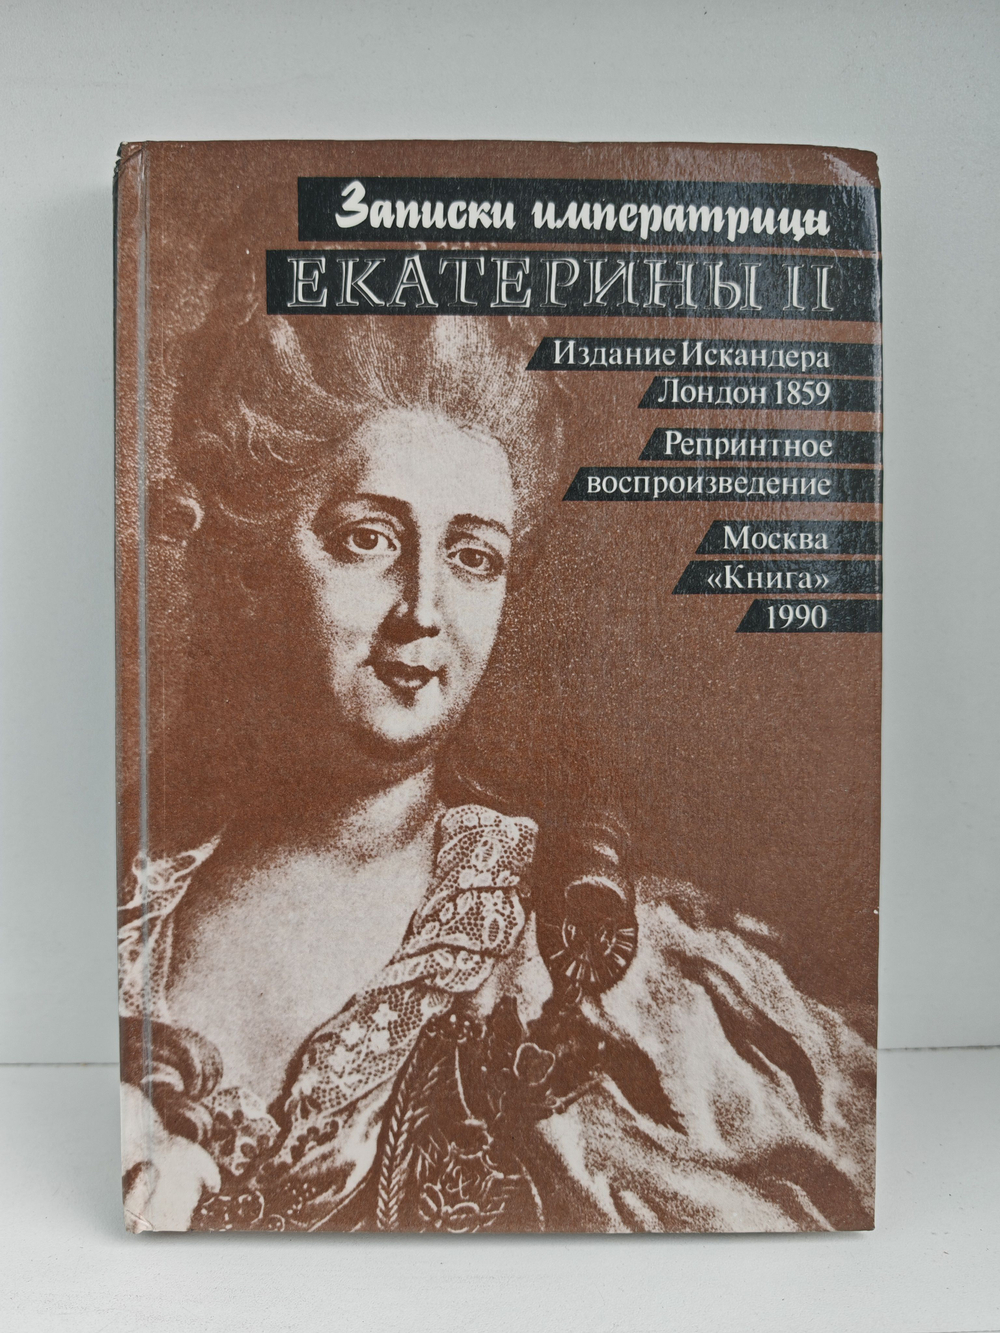 Записки императрицы
ЕКАТЕРИНЫ II
Издание Искандера
Лондон 1859
Репринтное
воспроизведение
Москва
«Книга»
1990